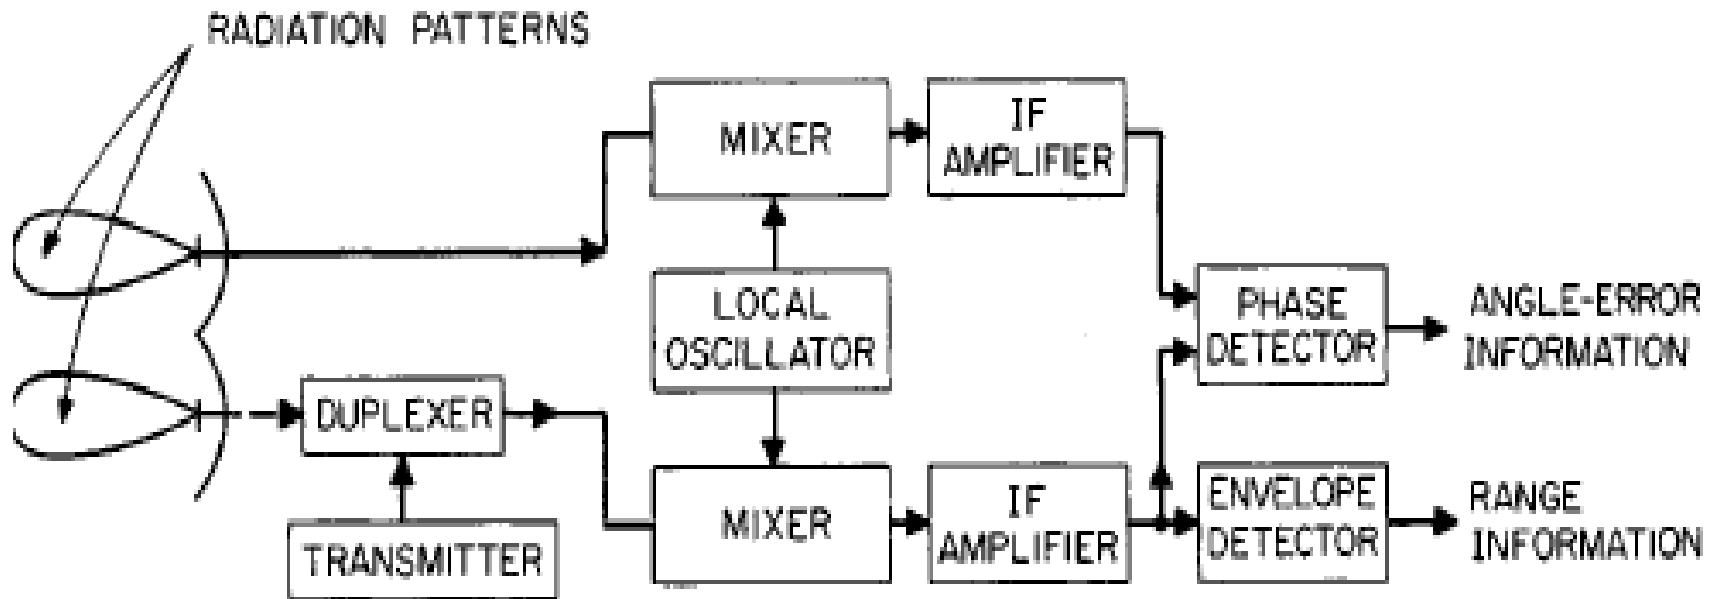 RADIATION PATTERNS
MIXER
IF
AMPLIFIER
LOCAL
OSCILLATOR
PHASE
DETECTOR
ANGLE-ERROR
INFORMATION
DUPLEXER
TRANSMITTER
MIXER
IF
AMPLIFIER
ENVELOPE
DETECTOR
RANGE
INFORMATION